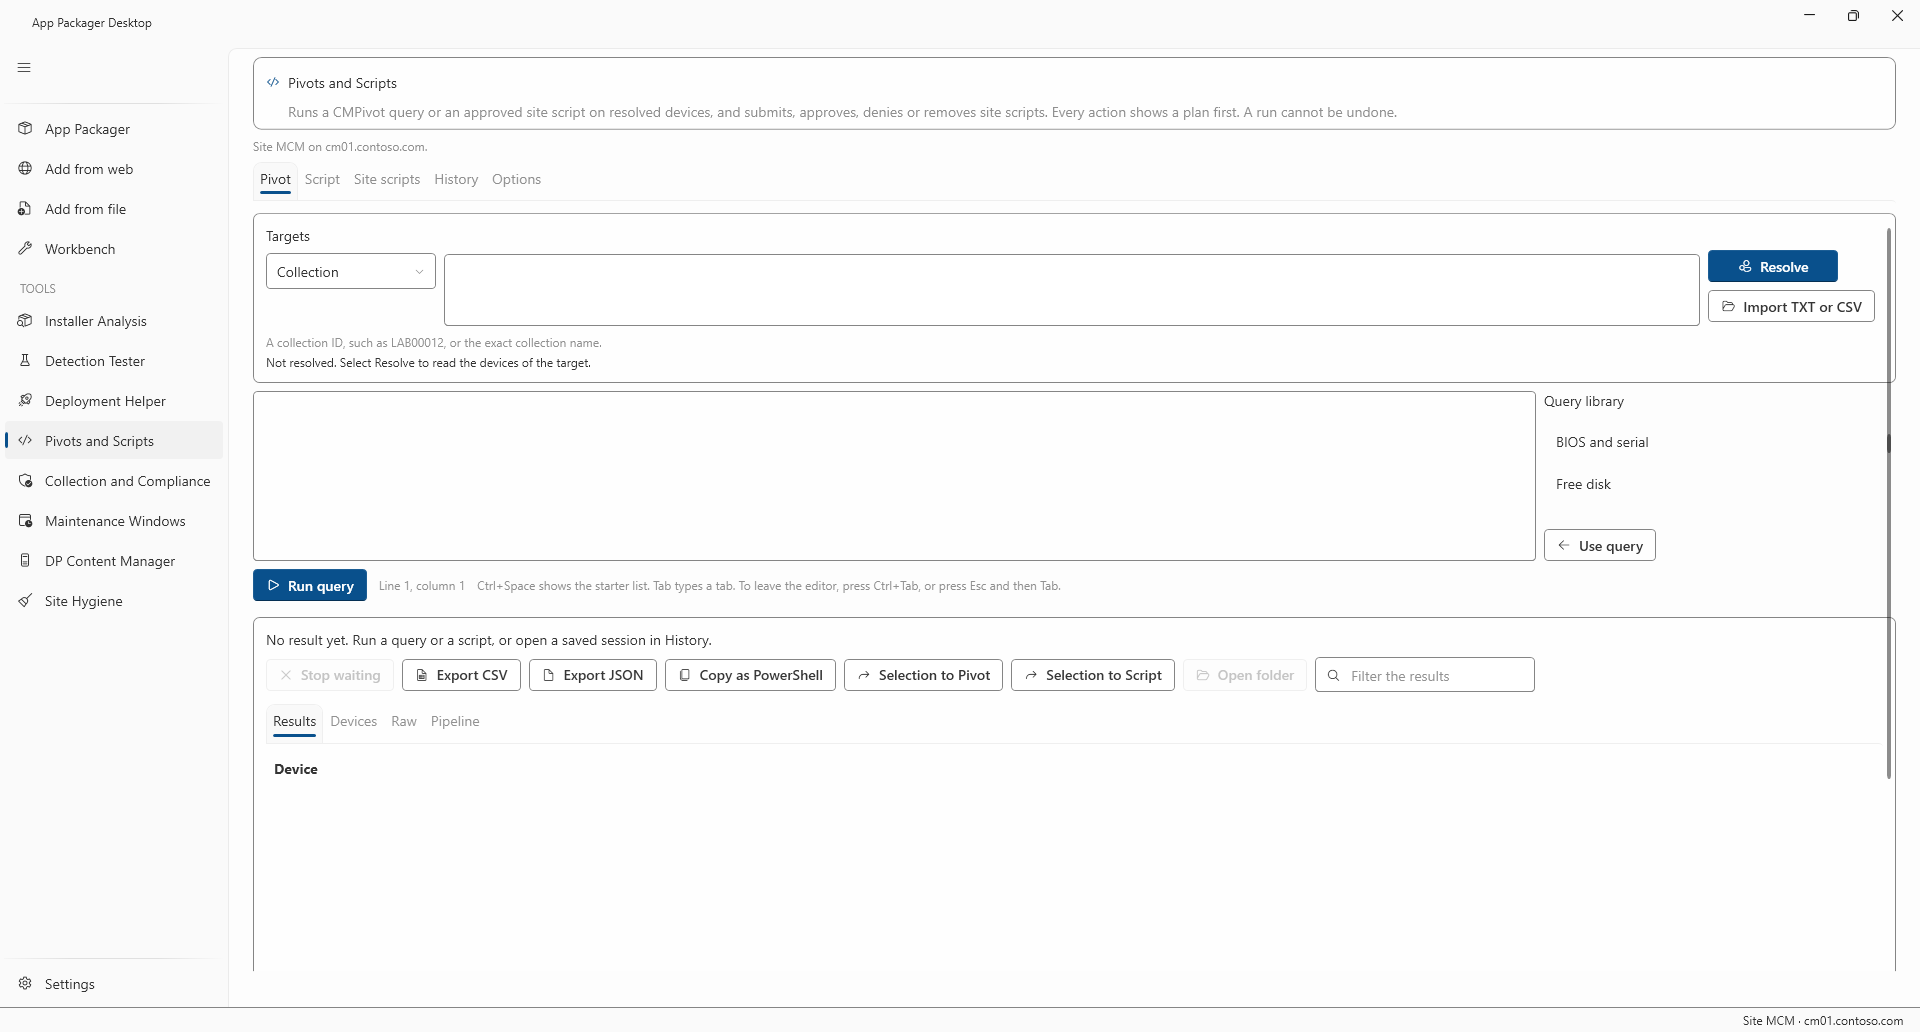 App Packager Desktop
App Packager
Add from web
Add from file
Workbench
TOOLS
Installer Analysis
Detection Tester
Deployment Helper
Pivots and Scripts
Collection and Compliance
Maintenance Windows
DP Content Manager
Site Hygiene
Settings
Pivots and Scripts
Runs a CMPivot query or an approved site script on resolved devices, and submits, approves, denies or removes site scripts. Every action shows a plan first. A run cannot be undone.
Site MCM on cm01.contoso.com.
Pivot Script Site scripts History Options
Targets
Collection
Resolve
Import TXT or CSV
A collection ID, such as LAB00012, or the exact collection name.
Not resolved. Select Resolve to read the devices of the target.
Query library
BIOS and serial
Free disk
Use query
Run query Line 1, column 1 Ctrl+Space shows the starter list. Tab types a tab. To leave the editor, press Ctrl+Tab, or press Esc and then Tab.
No result yet. Run a query or a script, or open a saved session in History.
Stop waiting Export CSV Export JSON Copy as PowerShell Selection to Pivot Selection to Script Open folder Filter the results
Results Devices Raw Pipeline
Device
Site MCM · cm01.contoso.com